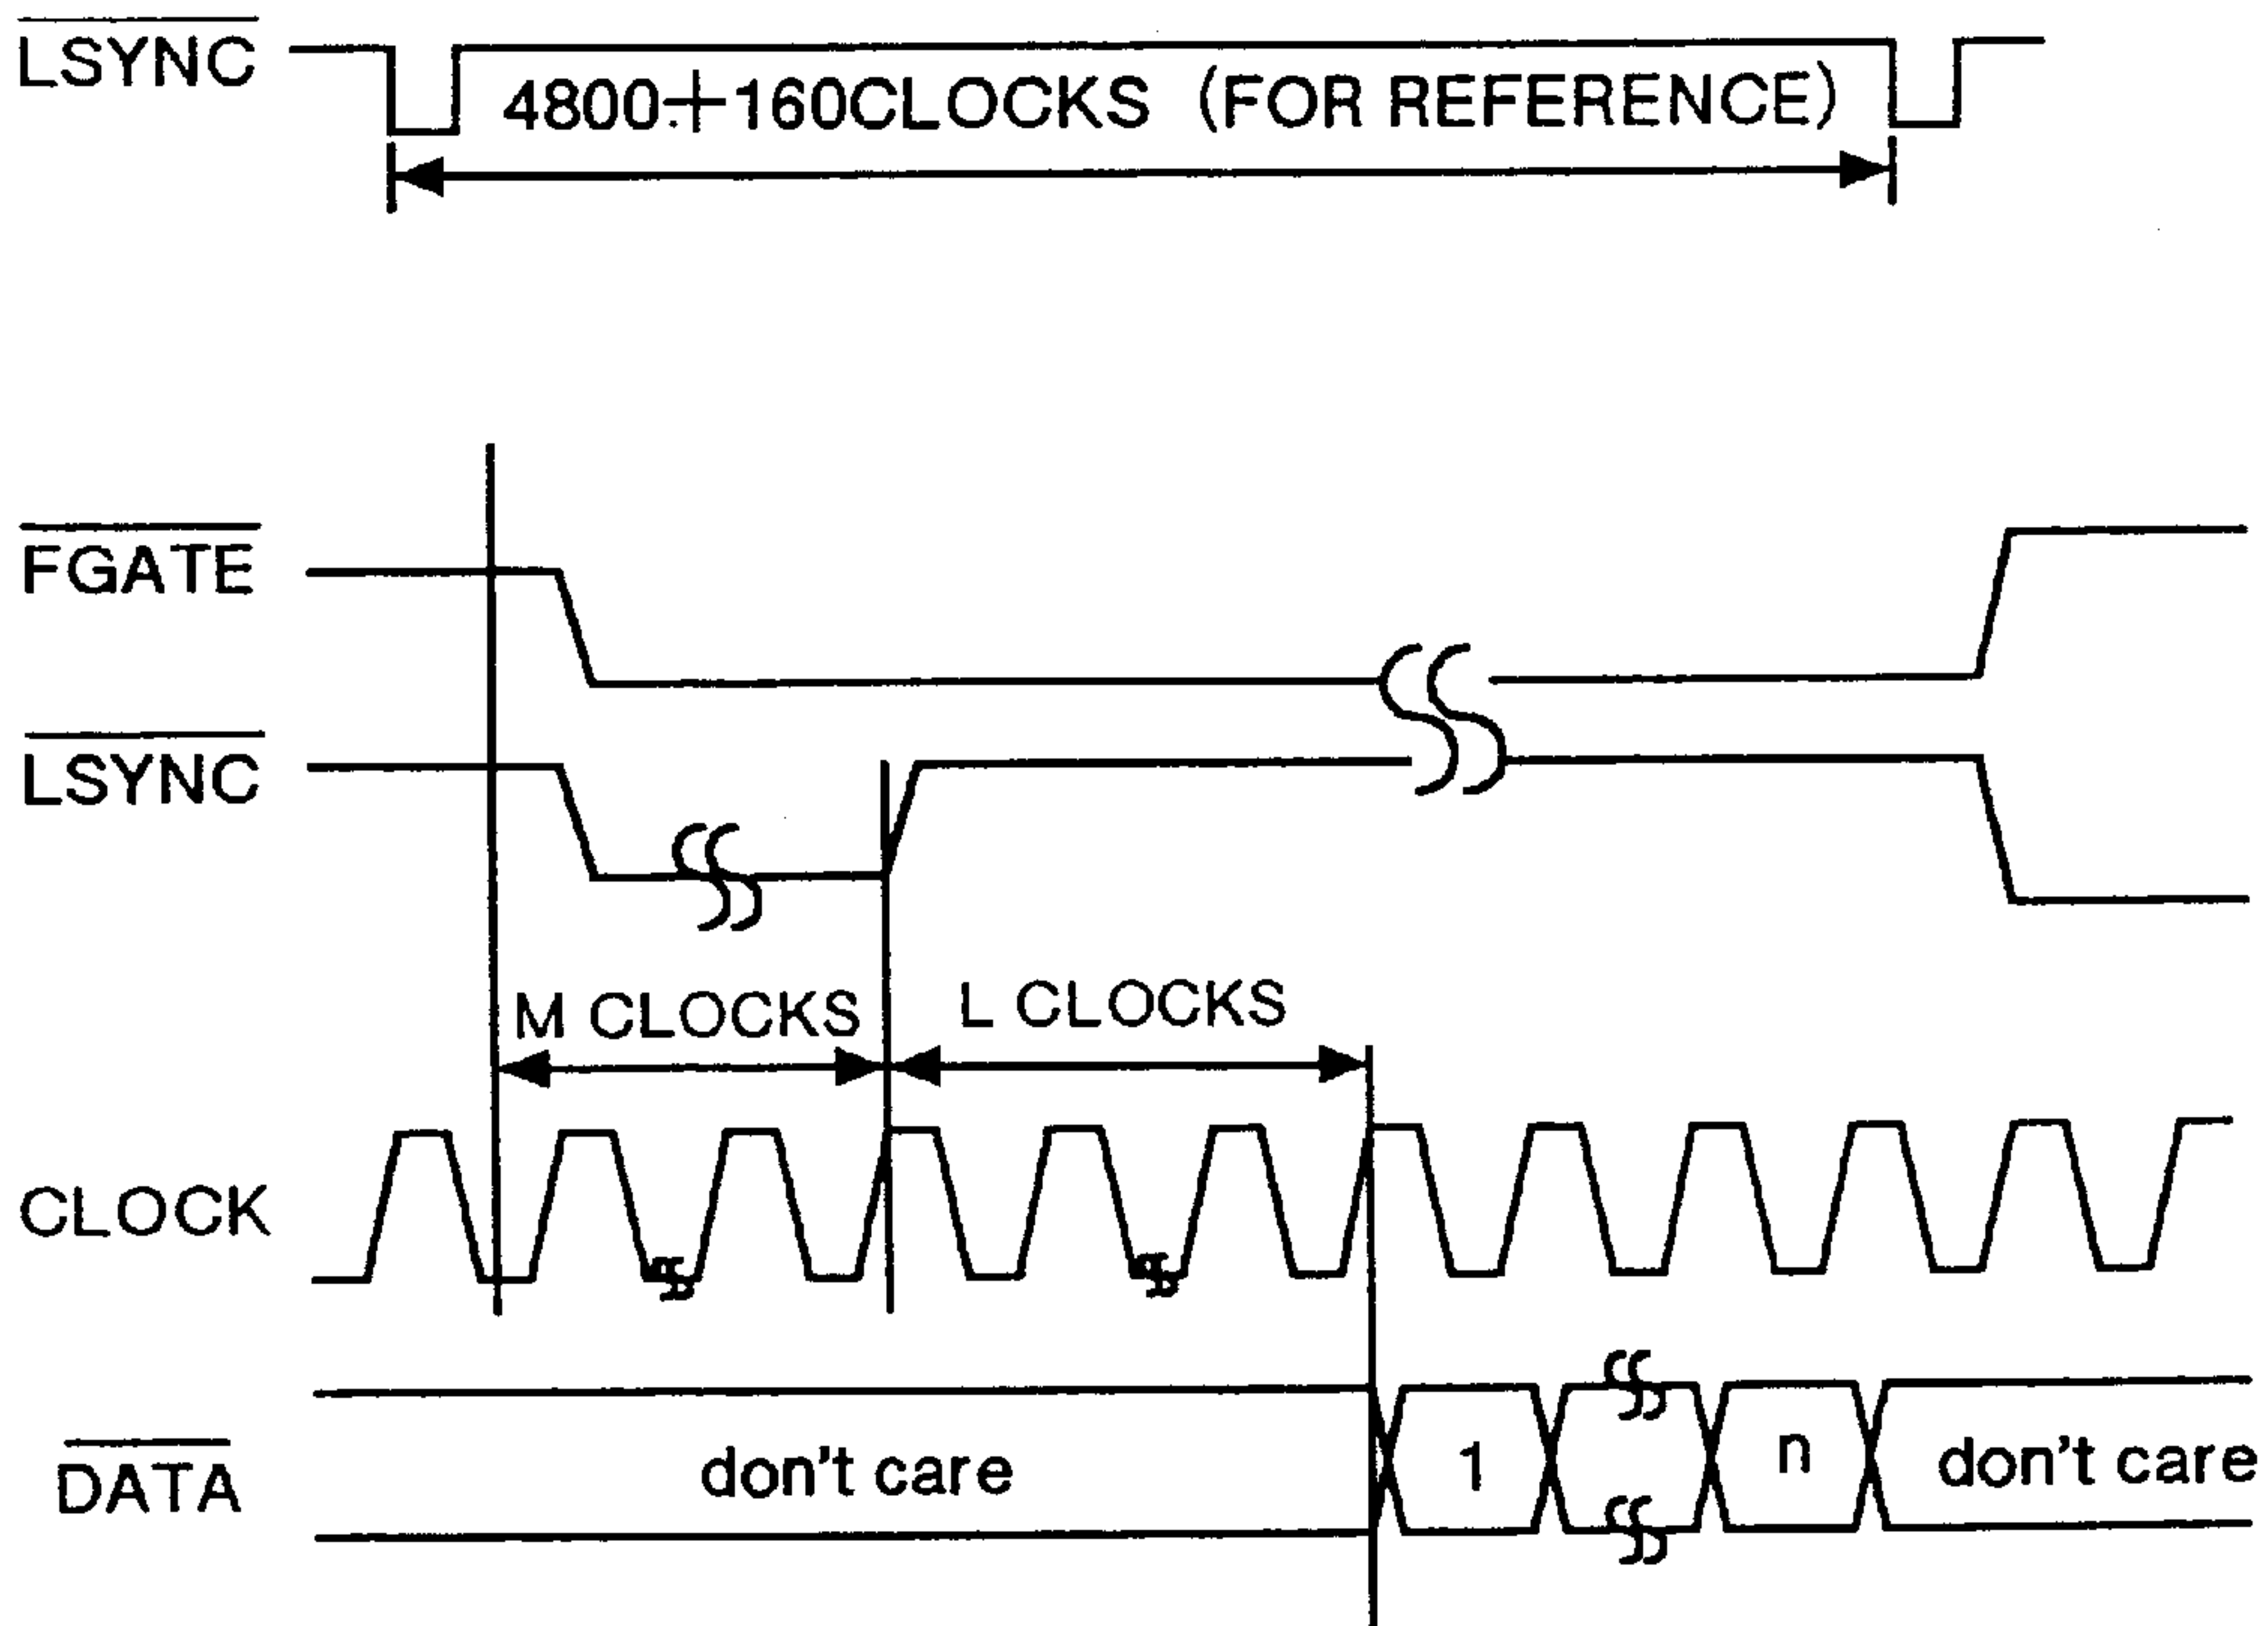 LSYNC
4800.+160CLOCKS (FOR REFERENCE)
FGATE
LSYNC
M CLOCKS
L CLOCKS
CLOCK
DATA
don't care
1
n
don't care